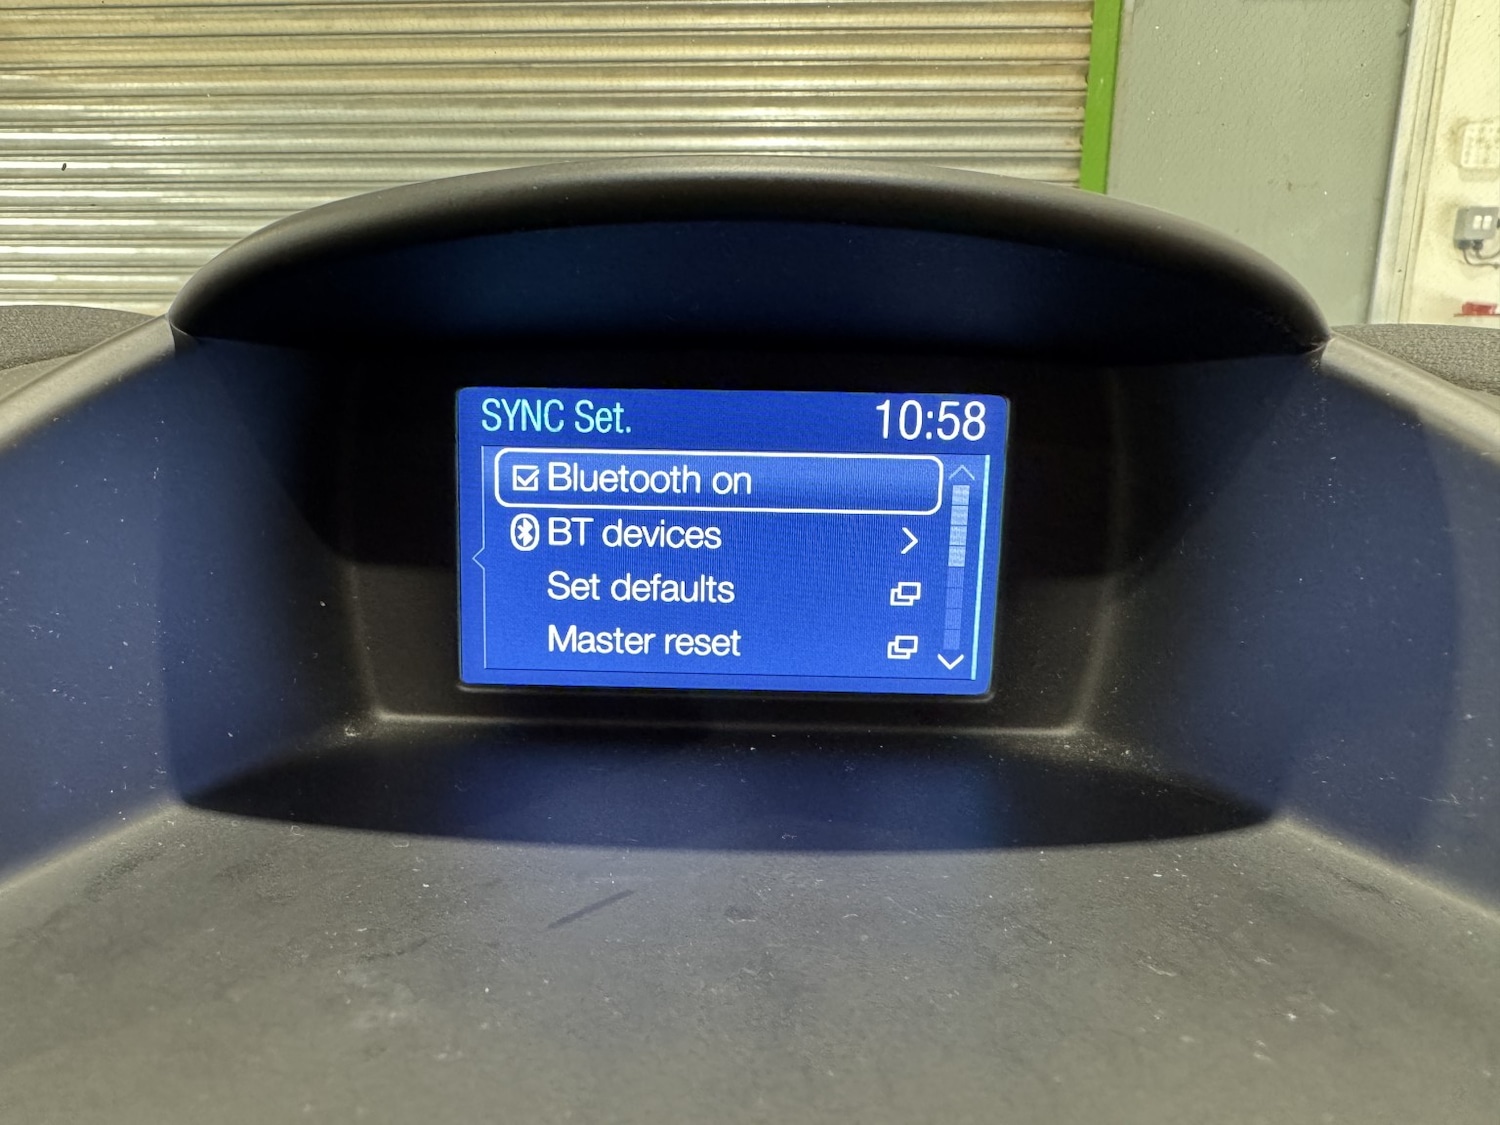 SYNC Set. 10:58
Bluetooth on
BT devices
Set defaults
Master reset